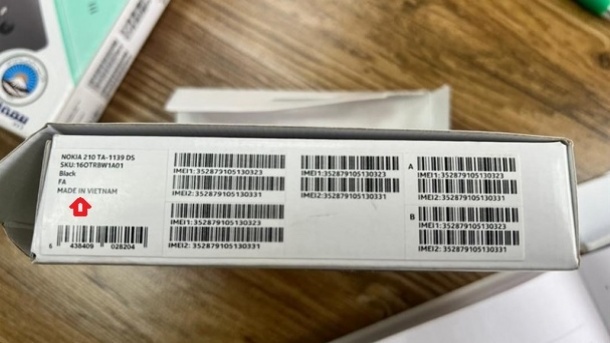 NOKIA 210 TA-1139 DS
SKU:16OTRBW1A01
Black
FA
MADE IN VIETNAM
6 438409 028204
IMEI1:352879105130323
IMEI2:352879105130331
IMEI1:352879105130323
IMEI2:352879105130331
IMEI1:352879105130323
IMEI2:352879105130331
A
IMEI1:352879105130323
IMEI2:352879105130331
B
IMEI1:352879105130323
IMEI2:352879105130331